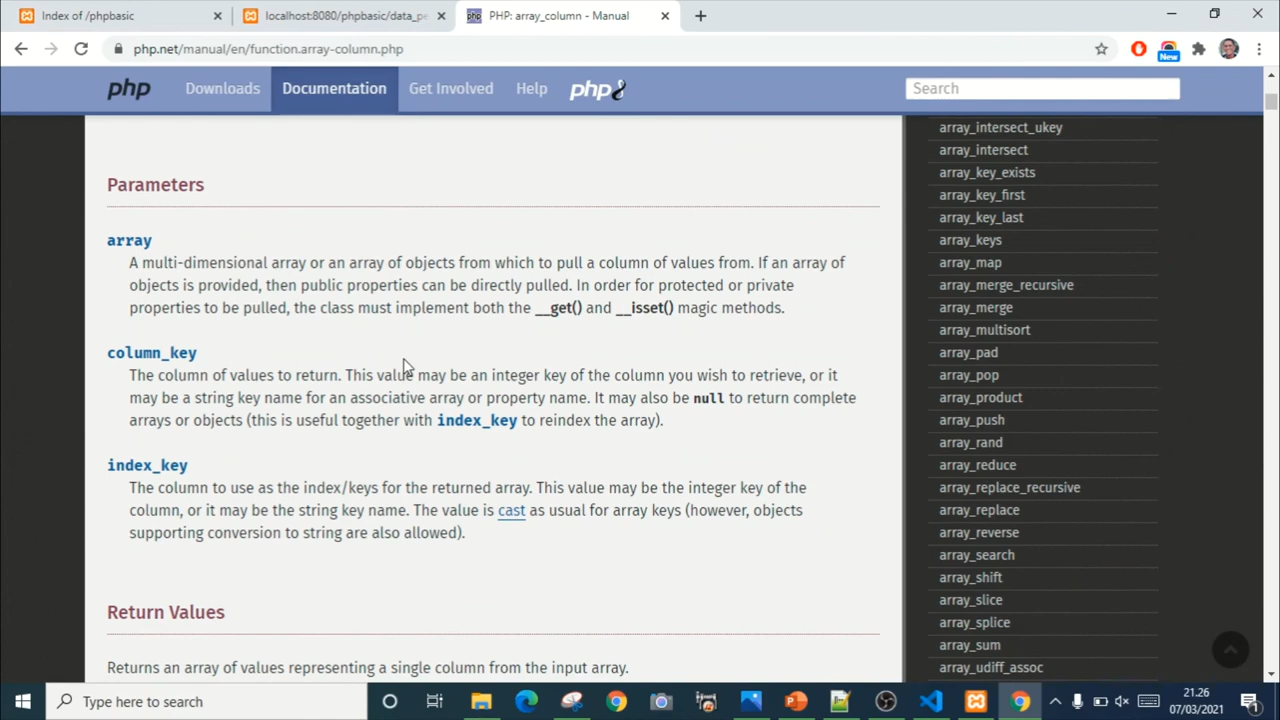 Index of /phpbasic
localhost:8080/phpbasic/data_pe
PHP: array_column - Manual
php.net/manual/en/function.array-column.php
New
php
Downloads
Documentation
Get Involved
Help
php8
Search
Parameters
array
A multi-dimensional array or an array of objects from which to pull a column of values from. If an array of
objects is provided, then public properties can be directly pulled. In order for protected or private
properties to be pulled, the class must implement both the __get() and __isset() magic methods.
column_key
The column of values to return. This value may be an integer key of the column you wish to retrieve, or it
may be a string key name for an associative array or property name. It may also be null to return complete
arrays or objects (this is useful together with index_key to reindex the array).
index_key
The column to use as the index/keys for the returned array. This value may be the integer key of the
column, or it may be the string key name. The value is cast as usual for array keys (however, objects
supporting conversion to string are also allowed).
Return Values
Returns an array of values representing a single column from the input array.
array_intersect_ukey
array_intersect
array_key_exists
array_key_first
array_key_last
array_keys
array_map
array_merge_recursive
array_merge
array_multisort
array_pad
array_pop
array_product
array_push
array_rand
array_reduce
array_replace_recursive
array_replace
array_reverse
array_search
array_shift
array_slice
array_splice
array_sum
array_udiff_assoc
Type here to search
21.26
07/03/2021
1